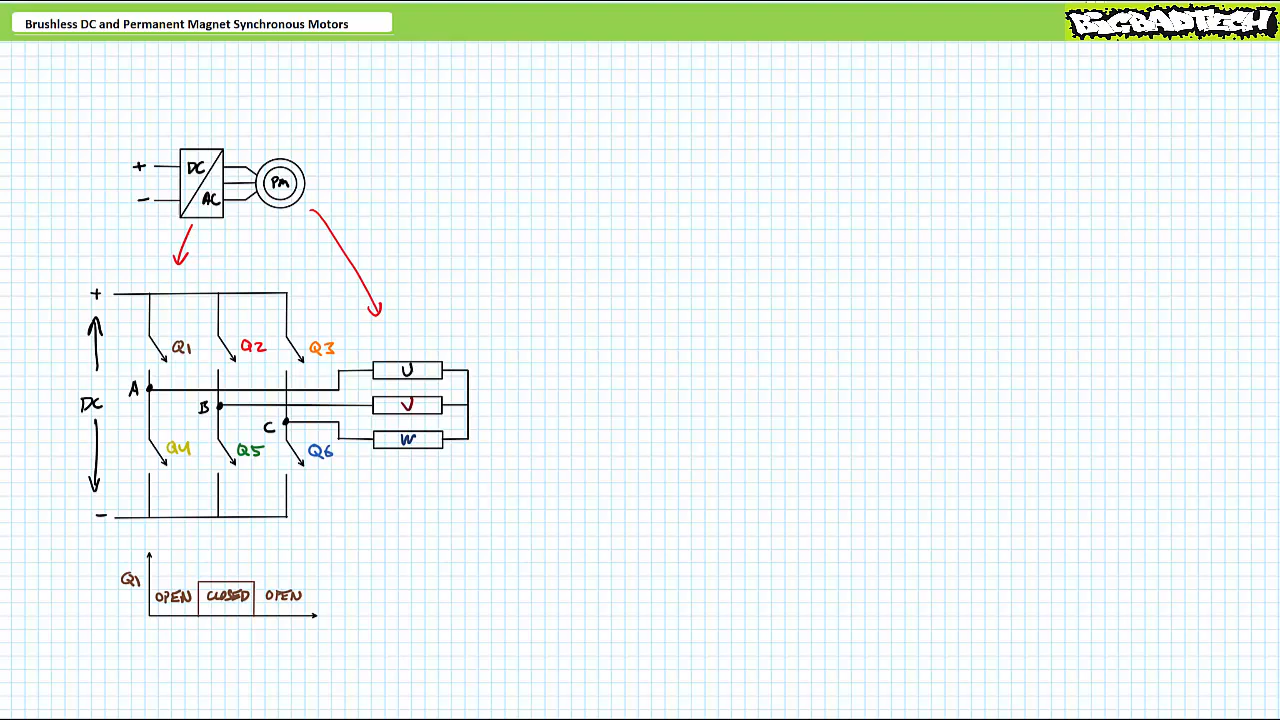 Brushless DC and Permanent Magnet Synchronous Motors
BIGBADTECH
+ DC
- AC
PM
+
Q1 Q2 Q3
A
B
C
DC
U
V
W
Q4 Q5 Q6
-
Q1
OPEN CLOSED OPEN